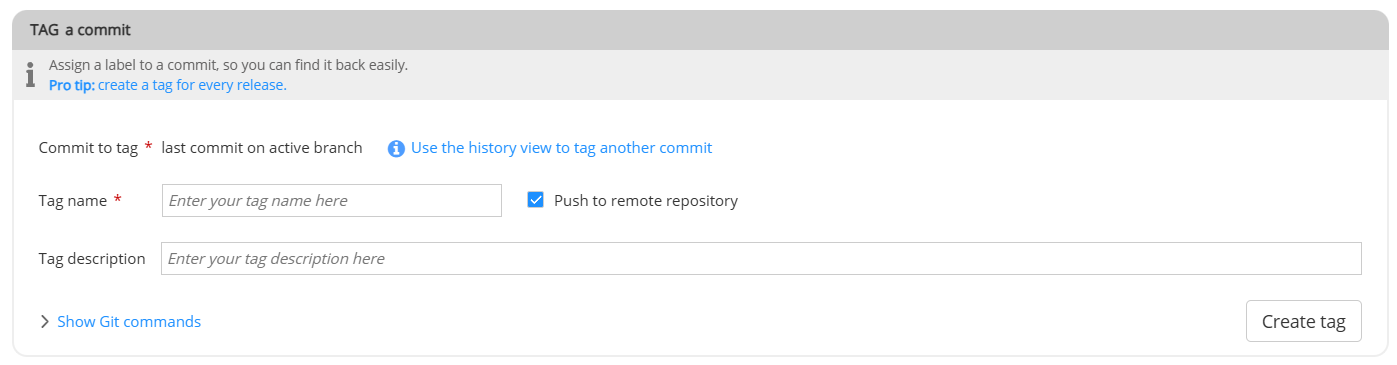 TAG a commit
Assign a label to a commit, so you can find it back easily.
Pro tip: create a tag for every release.
Commit to tag * last commit on active branch Use the history view to tag another commit
Tag name * Enter your tag name here Push to remote repository
Tag description Enter your tag description here
Show Git commands Create tag